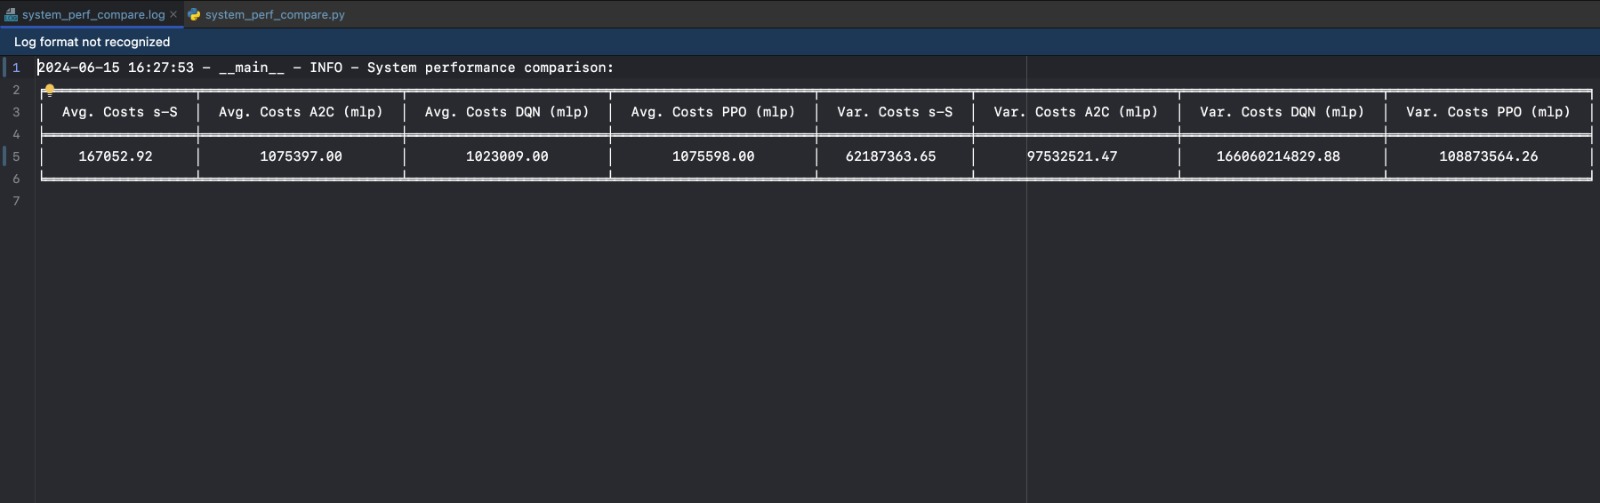 system_perf_compare.log × system_perf_compare.py
Log format not recognized
1 2024-06-15 16:27:53 - __main__ - INFO - System performance comparison:
2
3 Avg. Costs s-S Avg. Costs A2C (mlp) Avg. Costs DQN (mlp) Avg. Costs PPO (mlp) Var. Costs s-S Var. Costs A2C (mlp) Var. Costs DQN (mlp) Var. Costs PPO (mlp)
4
5 167052.92 1075397.00 1023009.00 1075598.00 62187363.65 97532521.47 166060214829.88 108873564.26
6
7